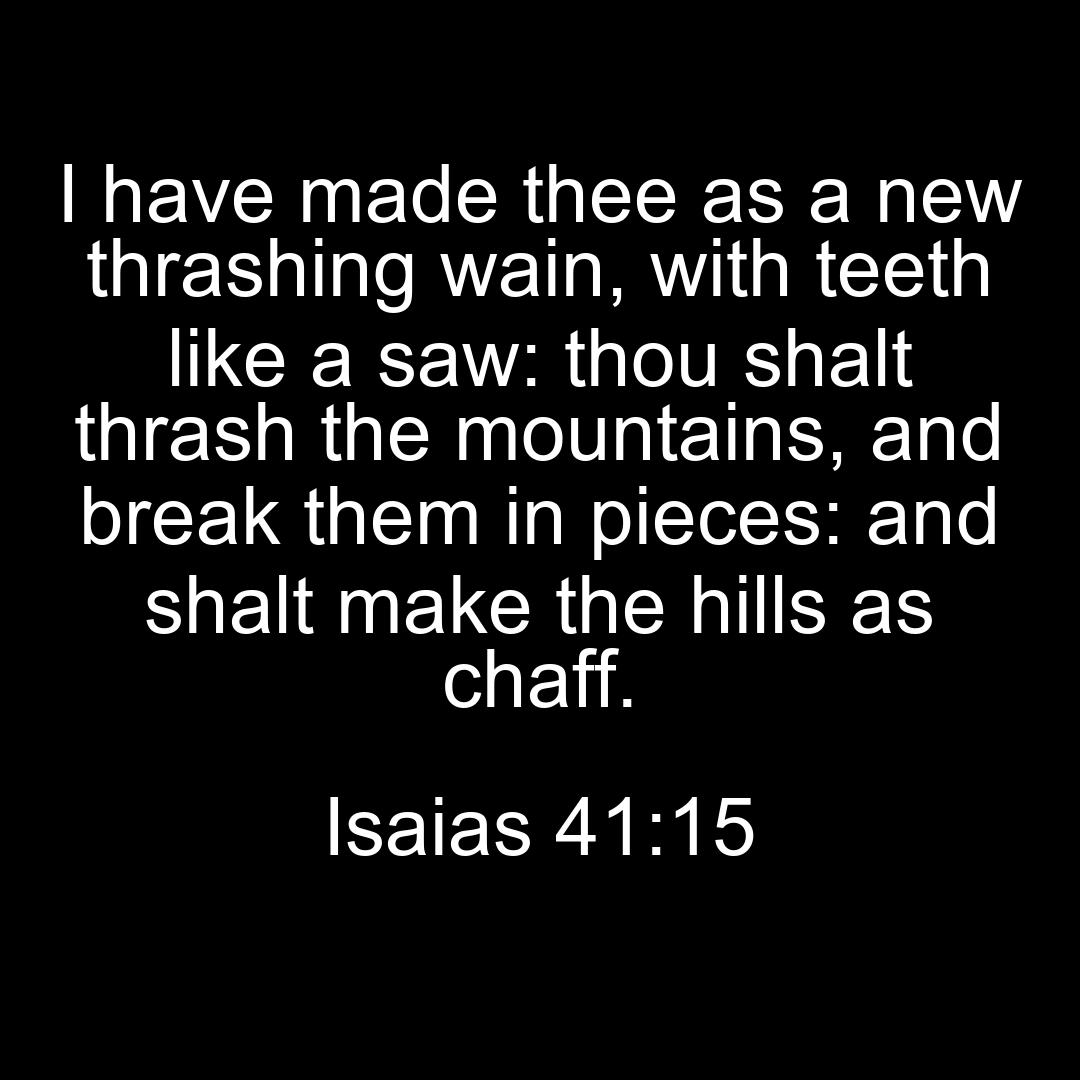 I have made thee as a new
thrashing wain, with teeth
like a saw: thou shalt
thrash the mountains, and
break them in pieces: and
shalt make the hills as
chaff.
Isaias 41:15